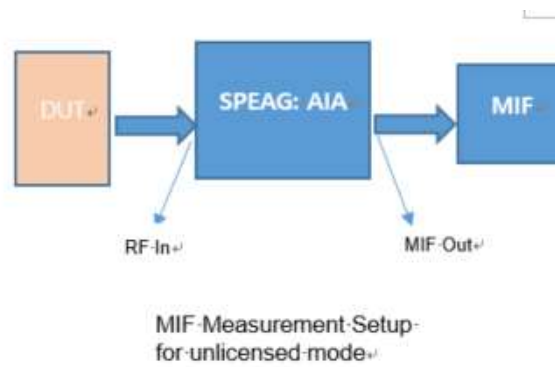 DUT
SPEAG: AIA
MIF
RF In
MIF Out
MIF Measurement Setup
for unlicensed mode